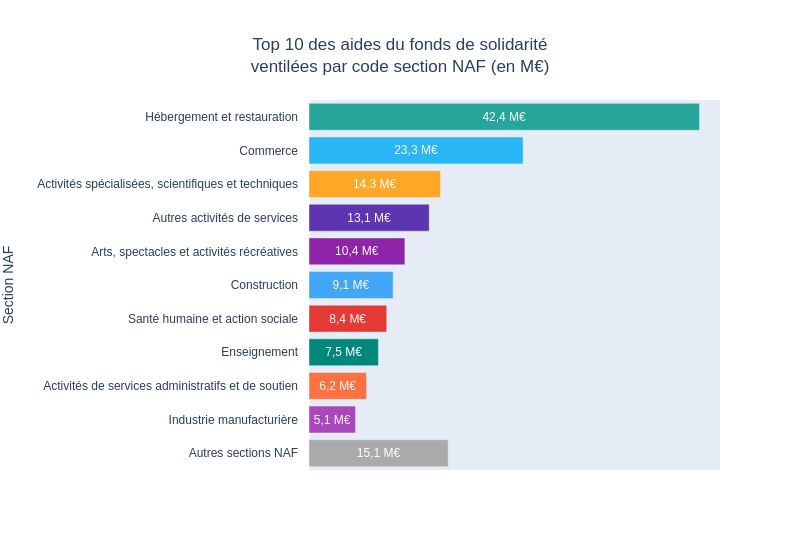 Top 10 des aides du fonds de solidarité
ventilées par code section NAF (en M€)
Section NAF
Hébergement et restauration 42,4 M€
Commerce 23,3 M€
Activités spécialisées, scientifiques et techniques 14,3 M€
Autres activités de services 13,1 M€
Arts, spectacles et activités récréatives 10,4 M€
Construction 9,1 M€
Santé humaine et action sociale 8,4 M€
Enseignement 7,5 M€
Activités de services administratifs et de soutien 6,2 M€
Industrie manufacturière 5,1 M€
Autres sections NAF 15,1 M€